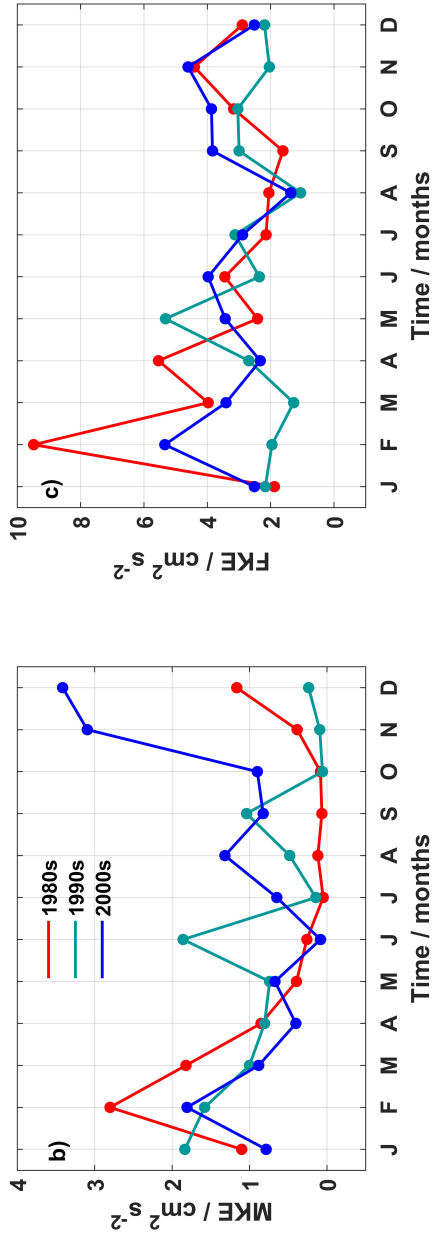 b)
MKE / cm² s⁻²
4
3
2
1
0
1980s
1990s
2000s
J F M A M J J A S O N D
Time / months
c)
FKE / cm² s⁻²
10
8
6
4
2
0
J F M A M J J A S O N D
Time / months